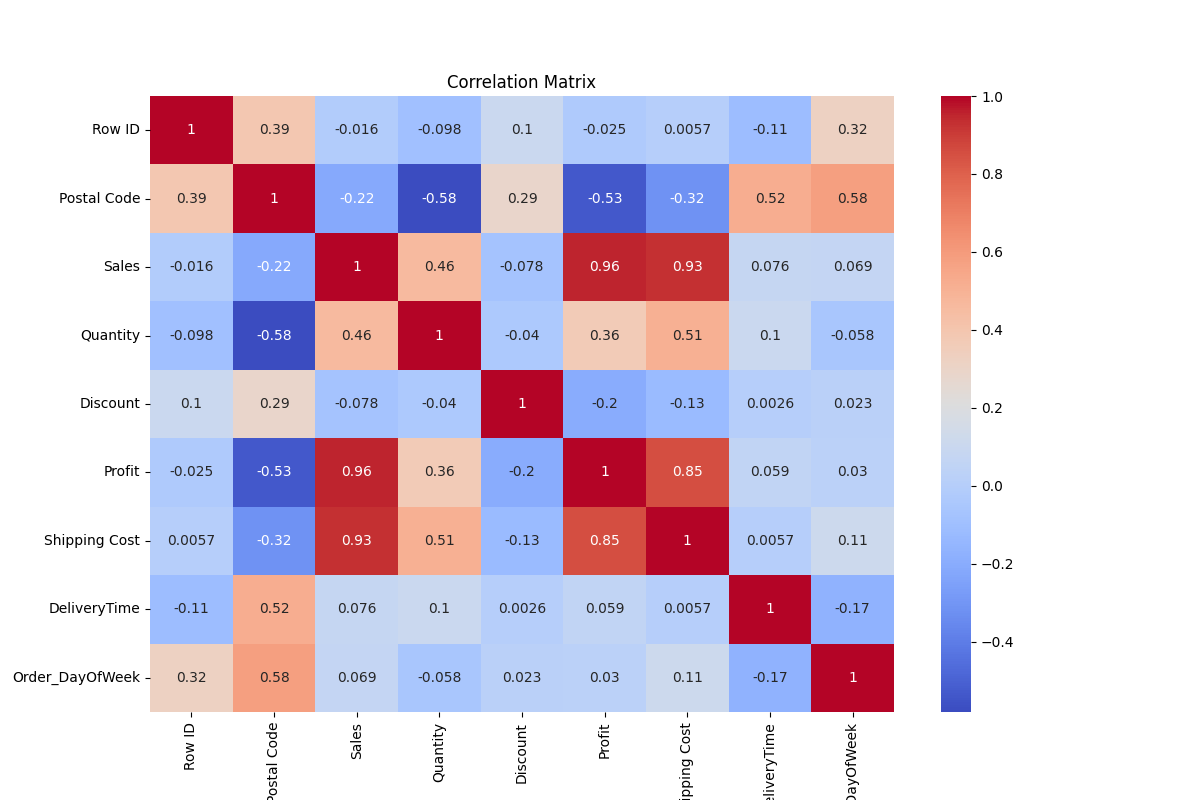 Correlation Matrix
Row ID 1 0.39 -0.016 -0.098 0.1 -0.025 0.0057 -0.11 0.32
Postal Code 0.39 1 -0.22 -0.58 0.29 -0.53 -0.32 0.52 0.58
Sales -0.016 -0.22 1 0.46 -0.078 0.96 0.93 0.076 0.069
Quantity -0.098 -0.58 0.46 1 -0.04 0.36 0.51 0.1 -0.058
Discount 0.1 0.29 -0.078 -0.04 1 -0.2 -0.13 0.0026 0.023
Profit -0.025 -0.53 0.96 0.36 -0.2 1 0.85 0.059 0.03
Shipping Cost 0.0057 -0.32 0.93 0.51 -0.13 0.85 1 0.0057 0.11
DeliveryTime -0.11 0.52 0.076 0.1 0.0026 0.059 0.0057 1 -0.17
Order_DayOfWeek 0.32 0.58 0.069 -0.058 0.023 0.03 0.11 -0.17 1
Row ID
Postal Code
Sales
Quantity
Discount
Profit
ipping Cost
eliveryTime
DayOfWeek
1.0
0.8
0.6
0.4
0.2
0.0
−0.2
−0.4